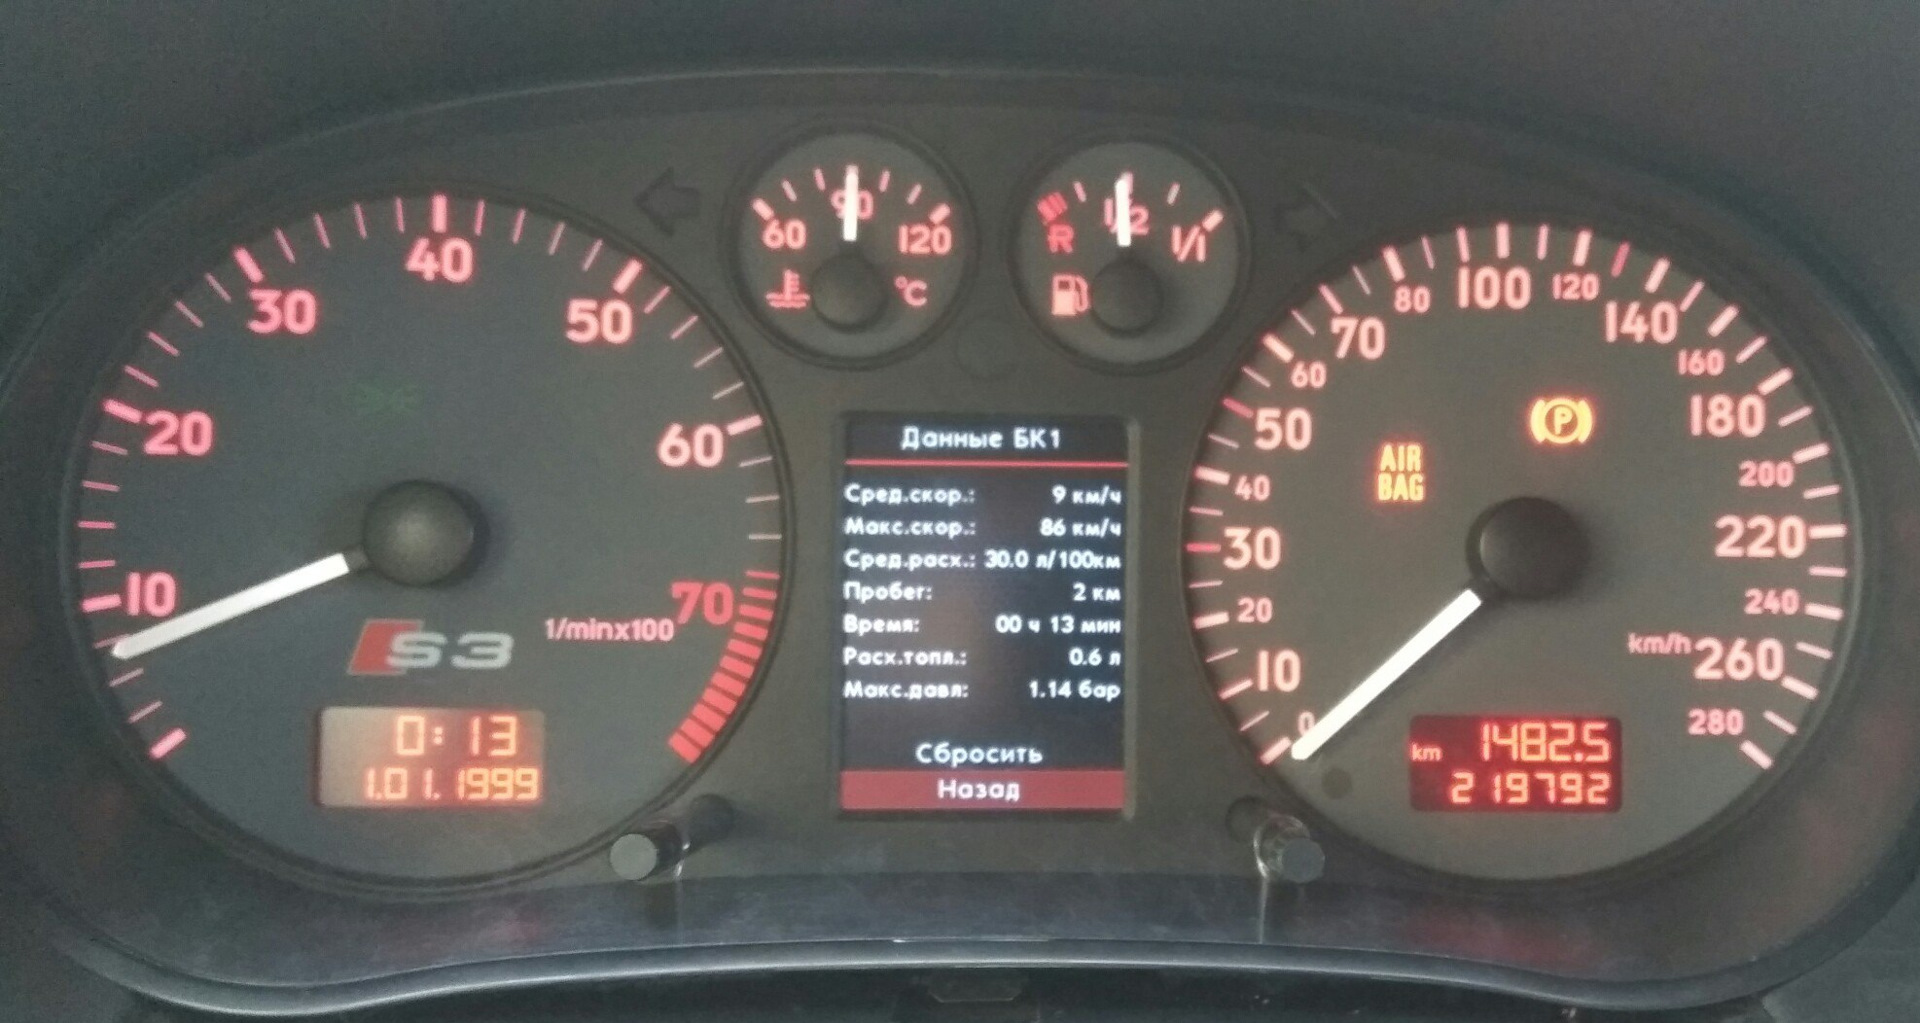 60
90
120
°C
R
1/2
1/1
10
20
30
40
50
60
70
1/minx100
S3
0:13
1.01.1999
Данные БК1
Сред.скор.: 9 км/ч
Макс.скор.: 86 км/ч
Сред.расх.: 30.0 л/100км
Пробег: 2 км
Время: 00 ч 13 мин
Расх.топл.: 0.6 л
Макс.давл: 1.14 бар
Сбросить
Назад
0
10
20
30
40
50
60
70
80
100
120
140
160
180
200
220
240
260
280
km/h
AIR
BAG
P
km 1482.5
219792